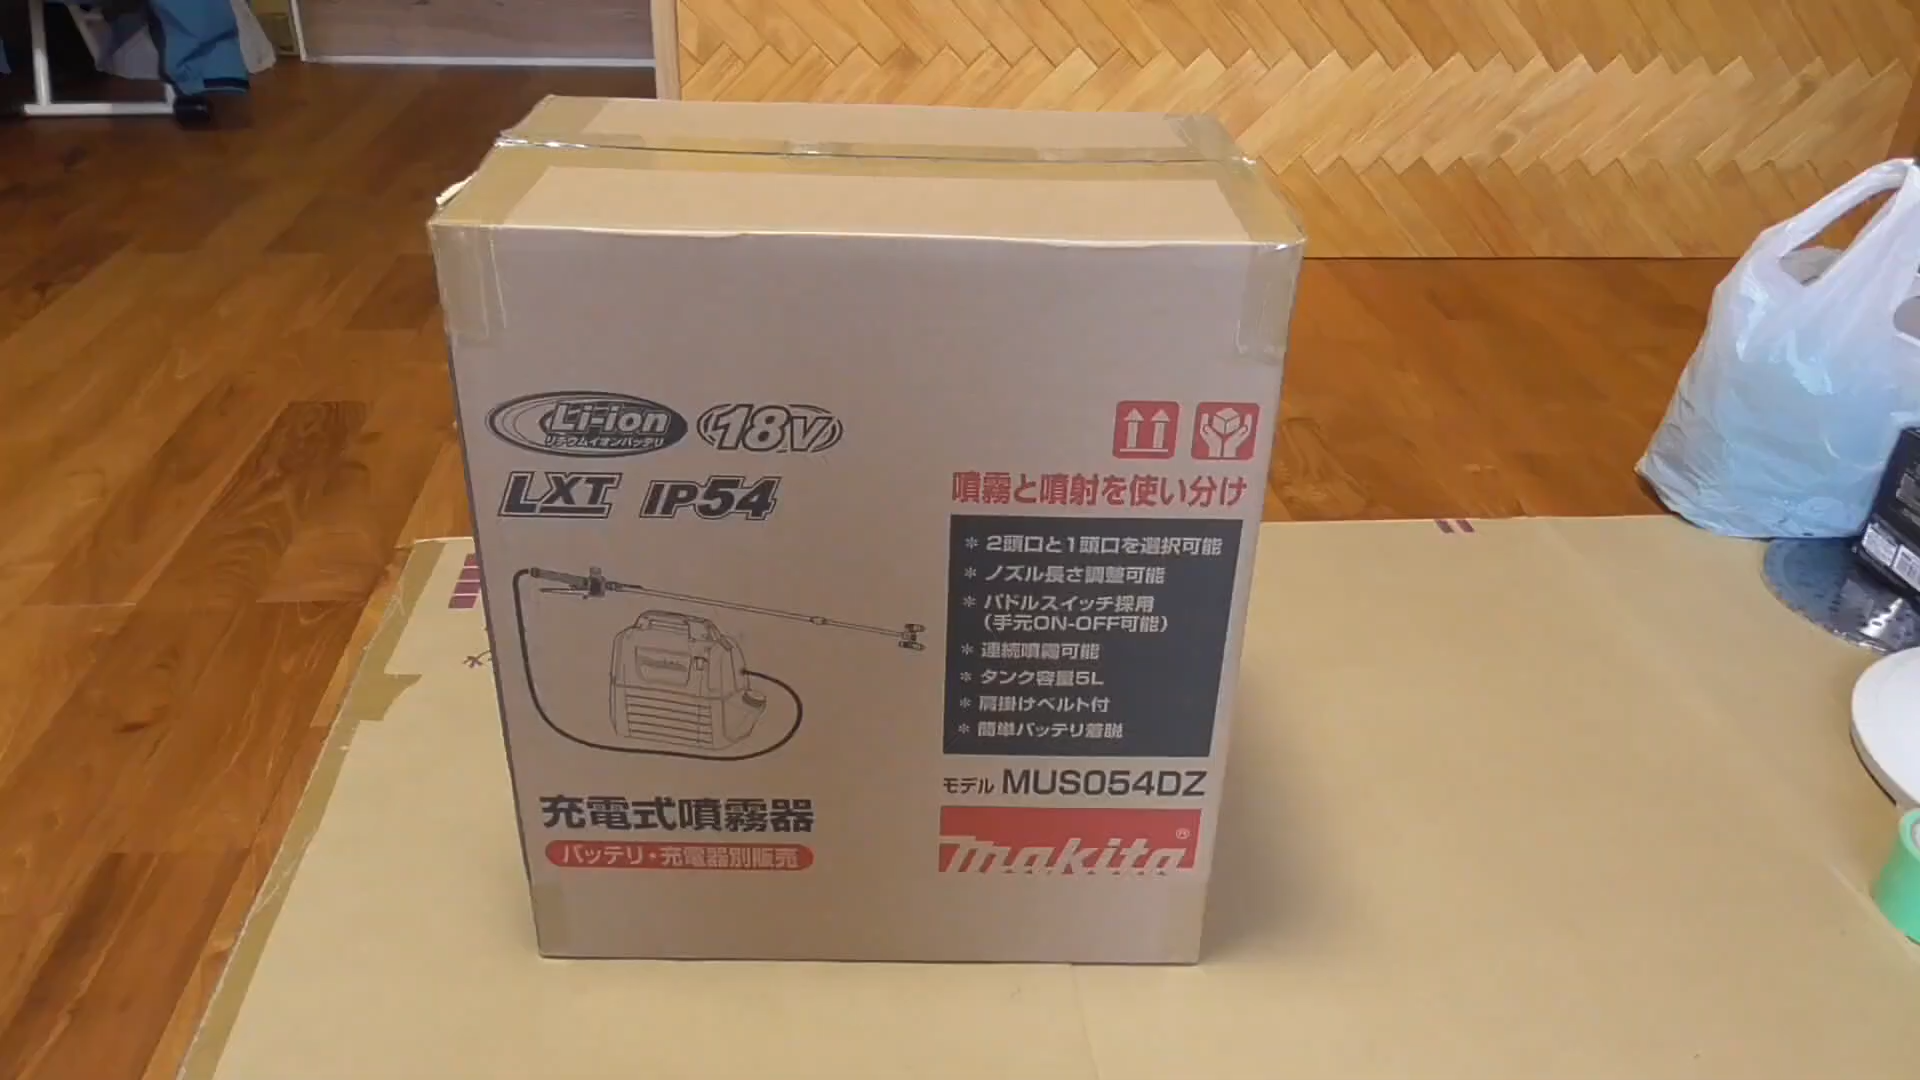 Li-ion
リチウムイオンバッテリ
18V
LXT IP54
噴霧と噴射を使い分け
＊2頭口と1頭口を選択可能
＊ノズル長さ調整可能
＊パドルスイッチ採用
（手元ON-OFF可能）
＊連続噴霧可能
＊タンク容量5L
＊肩掛けベルト付
＊簡単バッテリ着脱
モデル MUS054DZ
makita®
充電式噴霧器
バッテリ・充電器別販売